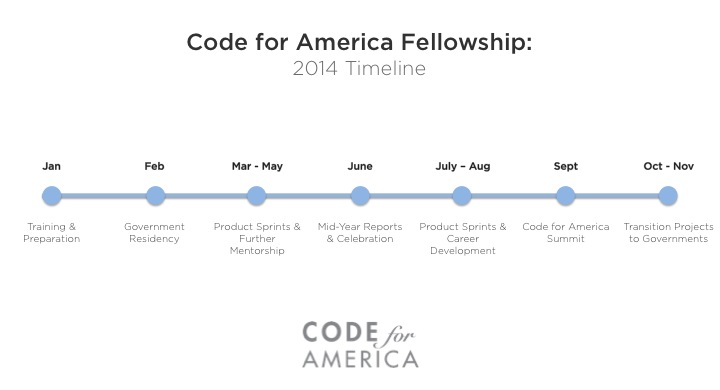 Code for America Fellowship:
2014 Timeline
Jan
Feb
Mar - May
June
July – Aug
Sept
Oct - Nov
Training &
Preparation
Government
Residency
Product Sprints &
Further
Mentorship
Mid-Year Reports
& Celebration
Product Sprints &
Career
Development
Code for America
Summit
Transition Projects
to Governments
CODE for
AMERICA